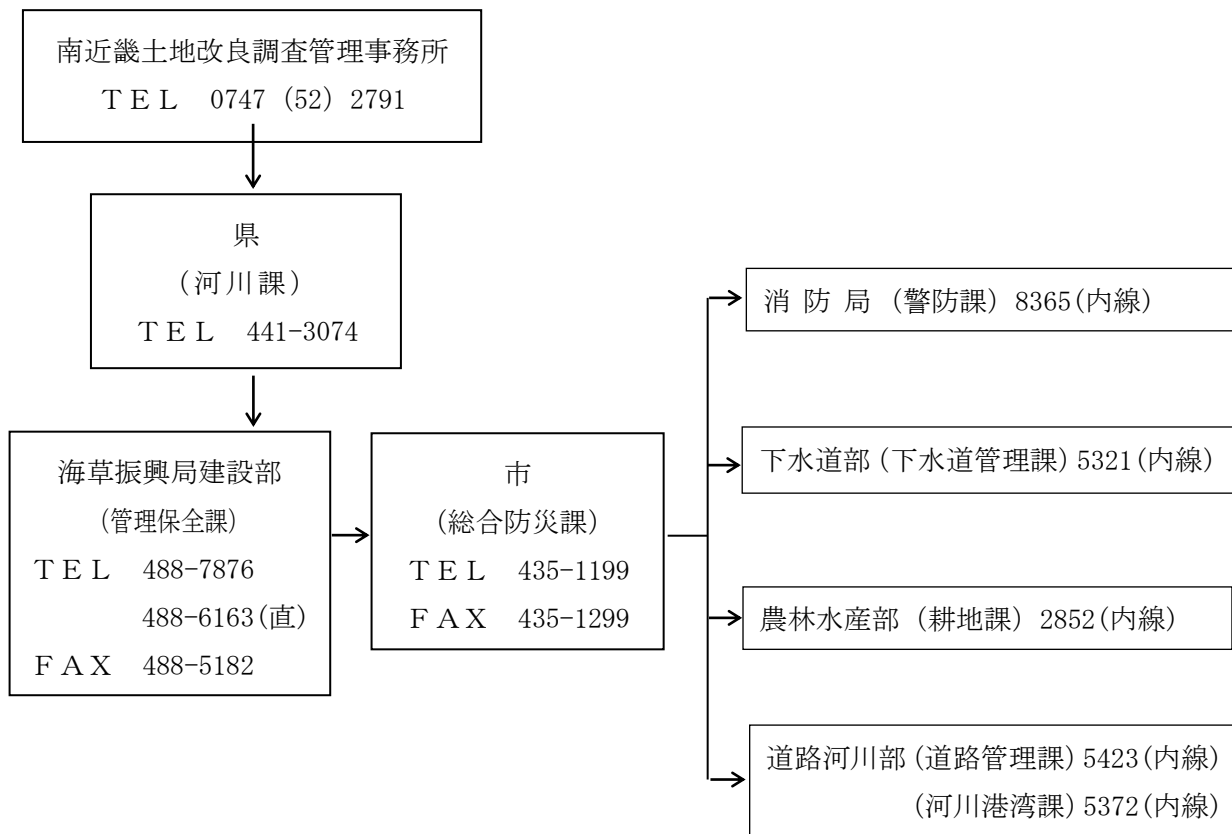 南近畿土地改良調査管理事務所
ＴＥＬ　0747（52）2791
県
（河川課）
ＴＥＬ　441-3074
海草振興局建設部
（管理保全課）
ＴＥＬ　488-7876
488-6163(直)
ＦＡＸ　488-5182
市
（総合防災課）
ＴＥＬ　435-1199
ＦＡＸ　435-1299
消 防 局（警防課）8365(内線)
下水道部（下水道管理課）5321(内線)
農林水産部（耕地課）2852(内線)
道路河川部（道路管理課）5423(内線)
（河川港湾課）5372(内線)